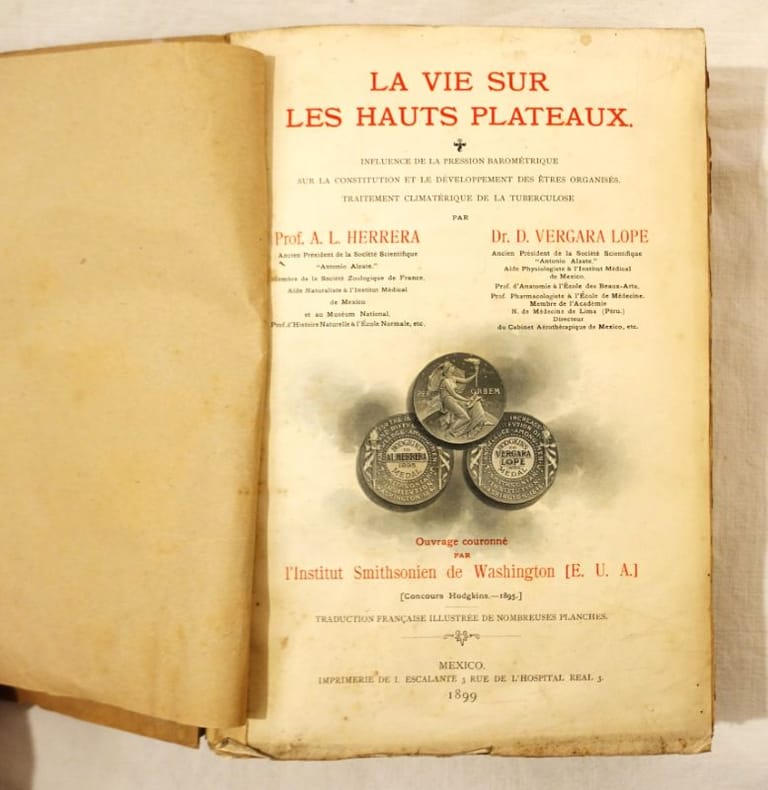 LA VIE SUR
LES HAUTS PLATEAUX.
INFLUENCE DE LA PRESSION BAROMÉTRIQUE
SUR LA CONSTITUTION ET LE DÉVELOPPEMENT DES ÊTRES ORGANISÉS.
TRAITEMENT CLIMATÉRIQUE DE LA TUBERCULOSE
PAR
Prof. A. L. HERRERA
Ancien Président de la Société Scientifique
"Antonio Alzate."
Membre de la Société Zoologique de France.
Aide Naturaliste à l'Institut Médical
de Mexico
et au Muséum National.
Prof. d'Histoire Naturelle à l'École Normale, etc.
Dr. D. VERGARA LOPE
Ancien Président de la Société Scientifique
"Antonio Alzate."
Aide Physiologiste à l'Institut Médical
de Mexico.
Prof. d'Anatomie à l'École des Beaux-Arts.
Prof. Pharmacologiste à l'École de Médecine.
Membre de l'Académie
N. de Médecine de Lima (Péru.)
Directeur
du Cabinet Aérothérapique de Mexico, etc.
PER ORBEM
HODGKINS
A L HERRERA
1895
MEDAL
HODGKINS
VERGARA
LOPE
MEDAL
Ouvrage couronné
PAR
l'Institut Smithsonien de Washington [E. U. A.]
[Concours Hodgkins.—1895.]
TRADUCTION FRANÇAISE ILLUSTRÉE DE NOMBREUSES PLANCHES.
MEXICO.
IMPRIMERIE DE I. ESCALANTE 3 RUE DE L'HOSPITAL REAL 3.
1899